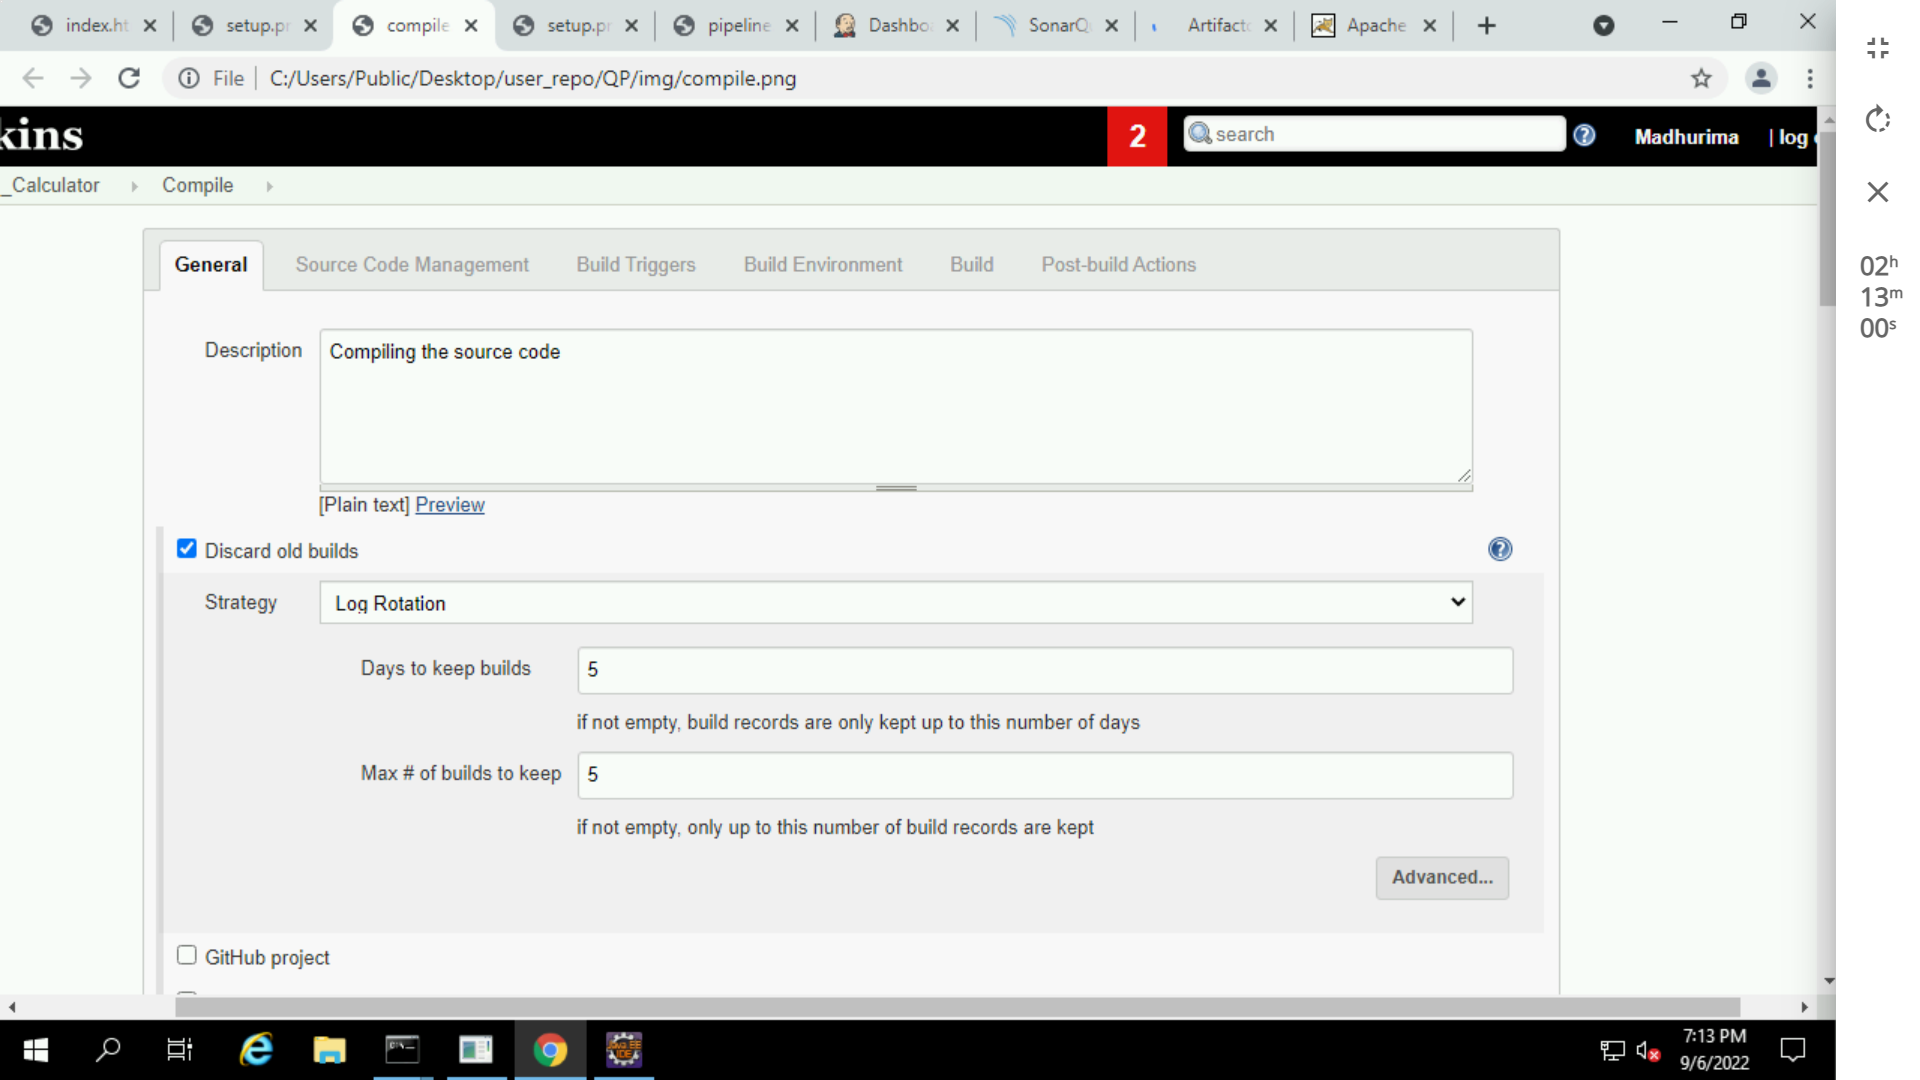 index.ht
setup.pr
compile
setup.pr
pipeline
Dashbo
SonarQ
Artifact
Apache
File
C:/Users/Public/Desktop/user_repo/QP/img/compile.png
kins
2
search
Madhurima
| log
_Calculator
Compile
General
Source Code Management
Build Triggers
Build Environment
Build
Post-build Actions
Description
Compiling the source code
[Plain text] Preview
Discard old builds
Strategy
Log Rotation
Days to keep builds
5
if not empty, build records are only kept up to this number of days
Max # of builds to keep
5
if not empty, only up to this number of build records are kept
Advanced...
GitHub project
02h
13m
00s
7:13 PM
9/6/2022